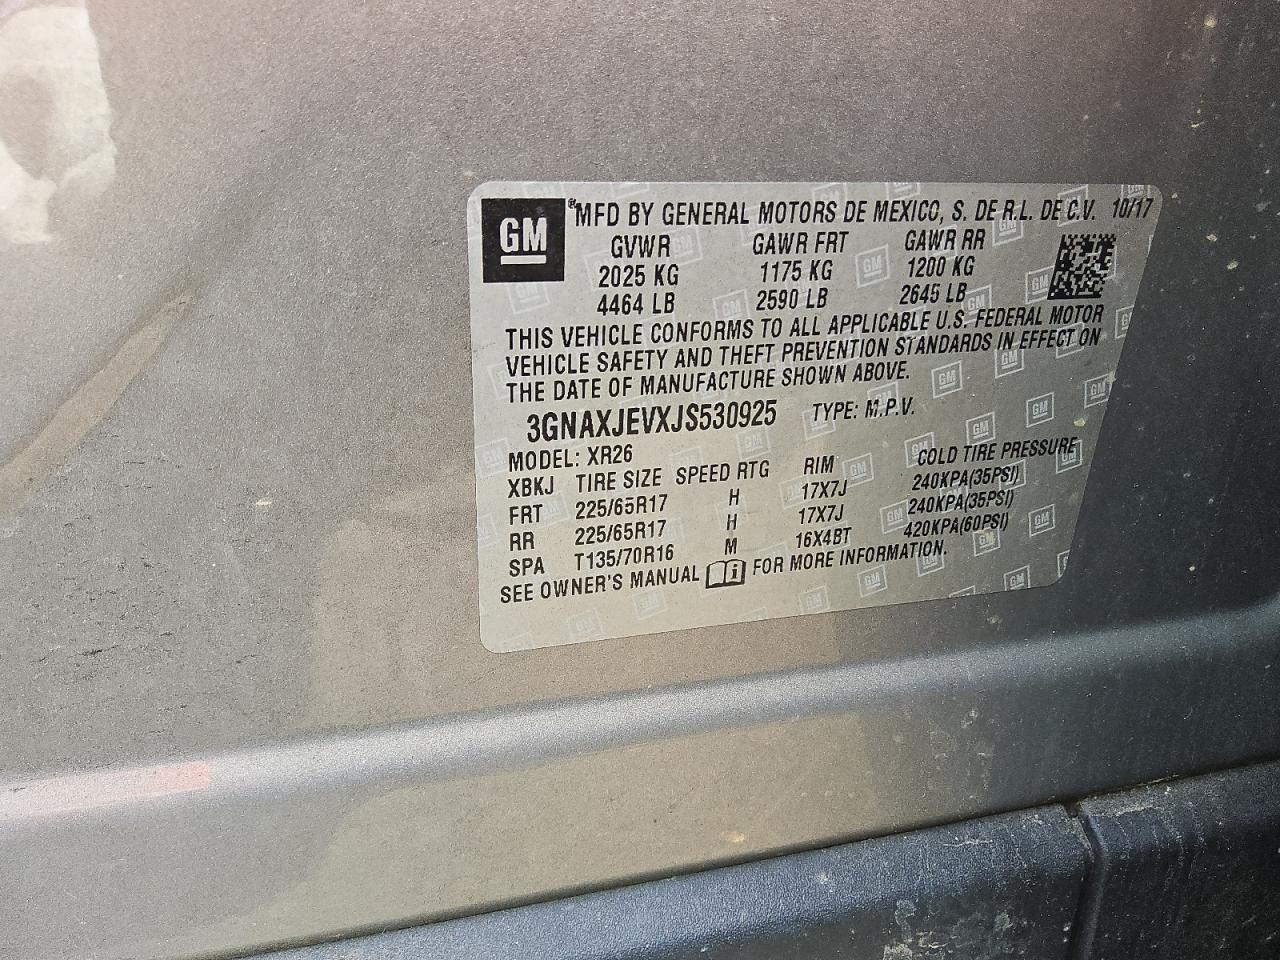 GM ® MFD BY GENERAL MOTORS DE MEXICO, S. DE R.L. DE C.V. 10/17
GVWR GAWR FRT GAWR RR
2025 KG 1175 KG 1200 KG
4464 LB 2590 LB 2645 LB
THIS VEHICLE CONFORMS TO ALL APPLICABLE U.S. FEDERAL MOTOR
VEHICLE SAFETY AND THEFT PREVENTION STANDARDS IN EFFECT ON
THE DATE OF MANUFACTURE SHOWN ABOVE.
3GNAXJEVXJS530925 TYPE: M.P.V.
MODEL: XR26
XBKJ TIRE SIZE SPEED RTG RIM COLD TIRE PRESSURE
FRT 225/65R17 H 17X7J 240KPA(35PSI)
RR 225/65R17 H 17X7J 240KPA(35PSI)
SPA T135/70R16 M 16X4BT 420KPA(60PSI)
SEE OWNER'S MANUAL FOR MORE INFORMATION.